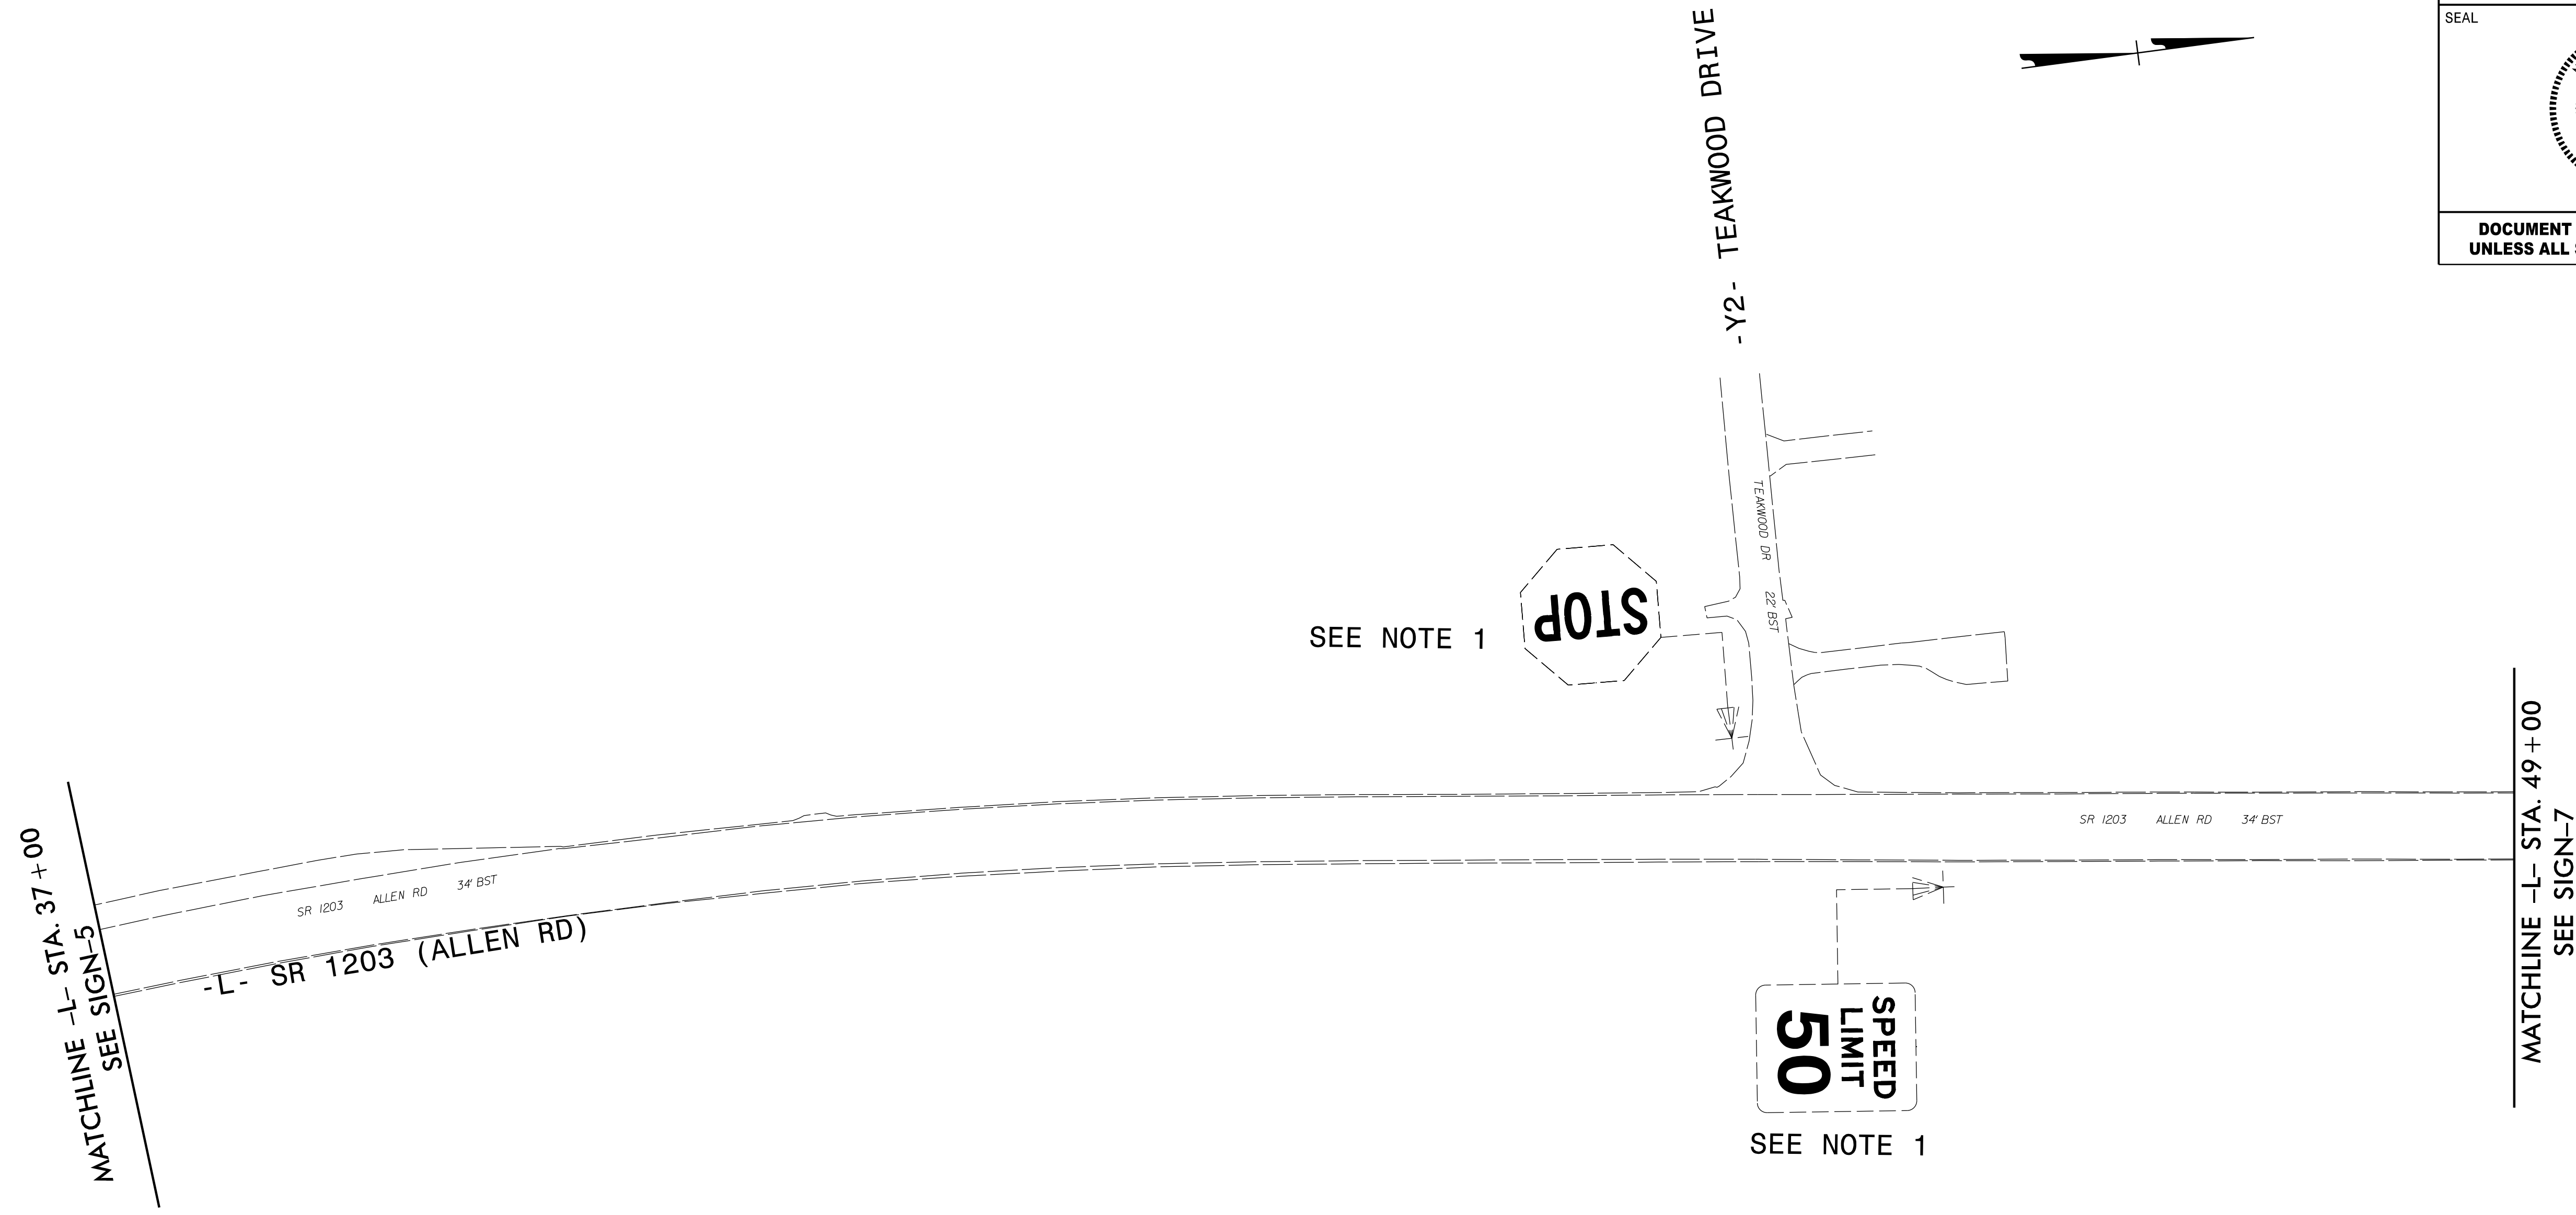 SEAL
DOCUMENT
UNLESS ALL
-Y2- TEAKWOOD DRIVE
TEAKWOOD DR 22' BST
STOP
SEE NOTE 1
MATCHLINE -L- STA. 37+00
SEE SIGN-5
SR 1203 ALLEN RD 34' BST
-L- SR 1203 (ALLEN RD)
SR 1203 ALLEN RD 34' BST
SPEED
LIMIT
50
SEE NOTE 1
MATCHLINE -L- STA. 49+00
SEE SIGN-7